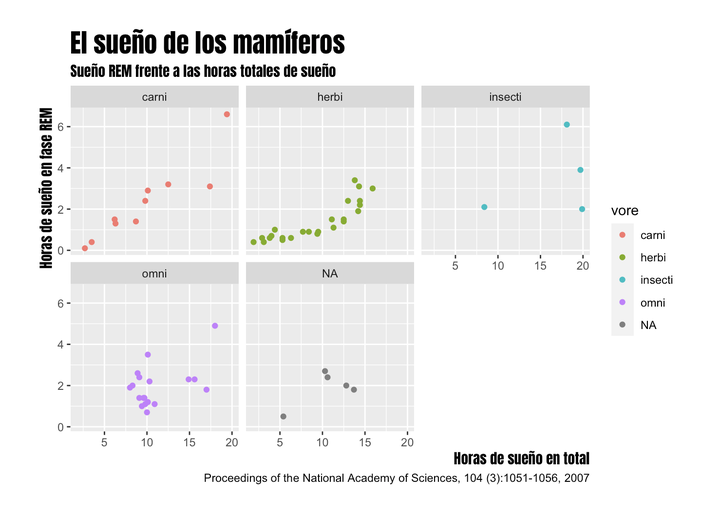 El sueño de los mamíferos
Sueño REM frente a las horas totales de sueño
Horas de sueño en fase REM
carni
herbi
insecti
6
4
2
0
5
10
15
20
omni
NA
6
4
2
0
5
10
15
20
5
10
15
20
vore
carni
herbi
insecti
omni
NA
Horas de sueño en total
Proceedings of the National Academy of Sciences, 104 (3):1051-1056, 2007